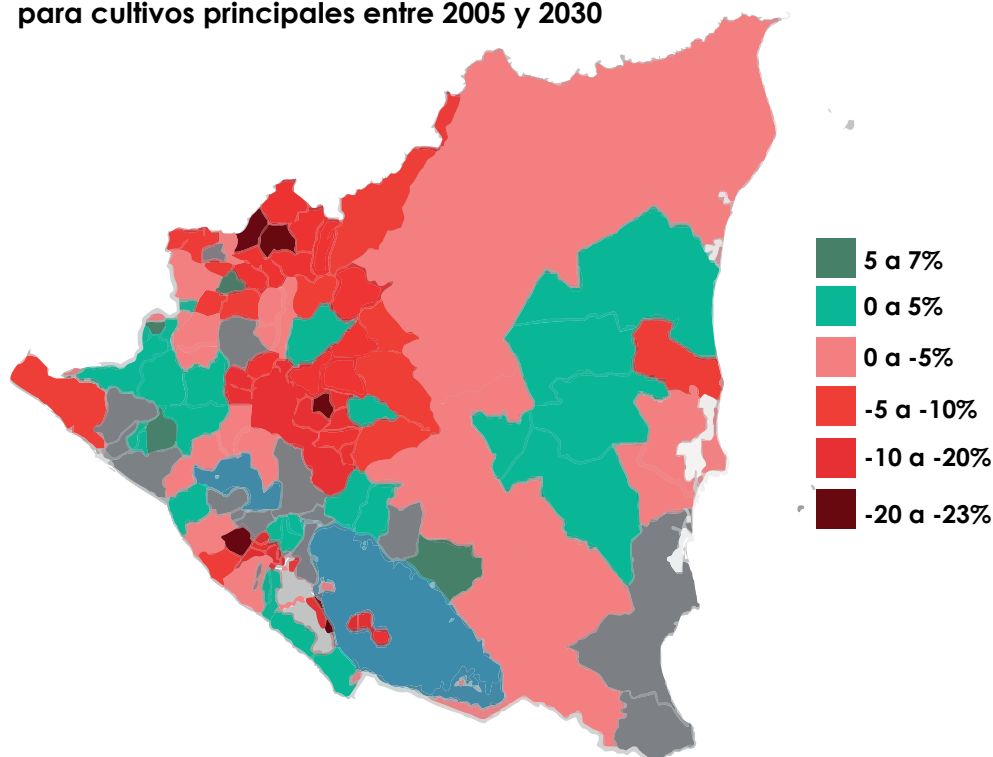 para cultivos principales entre 2005 y 2030
5 a 7%
0 a 5%
0 a -5%
-5 a -10%
-10 a -20%
-20 a -23%